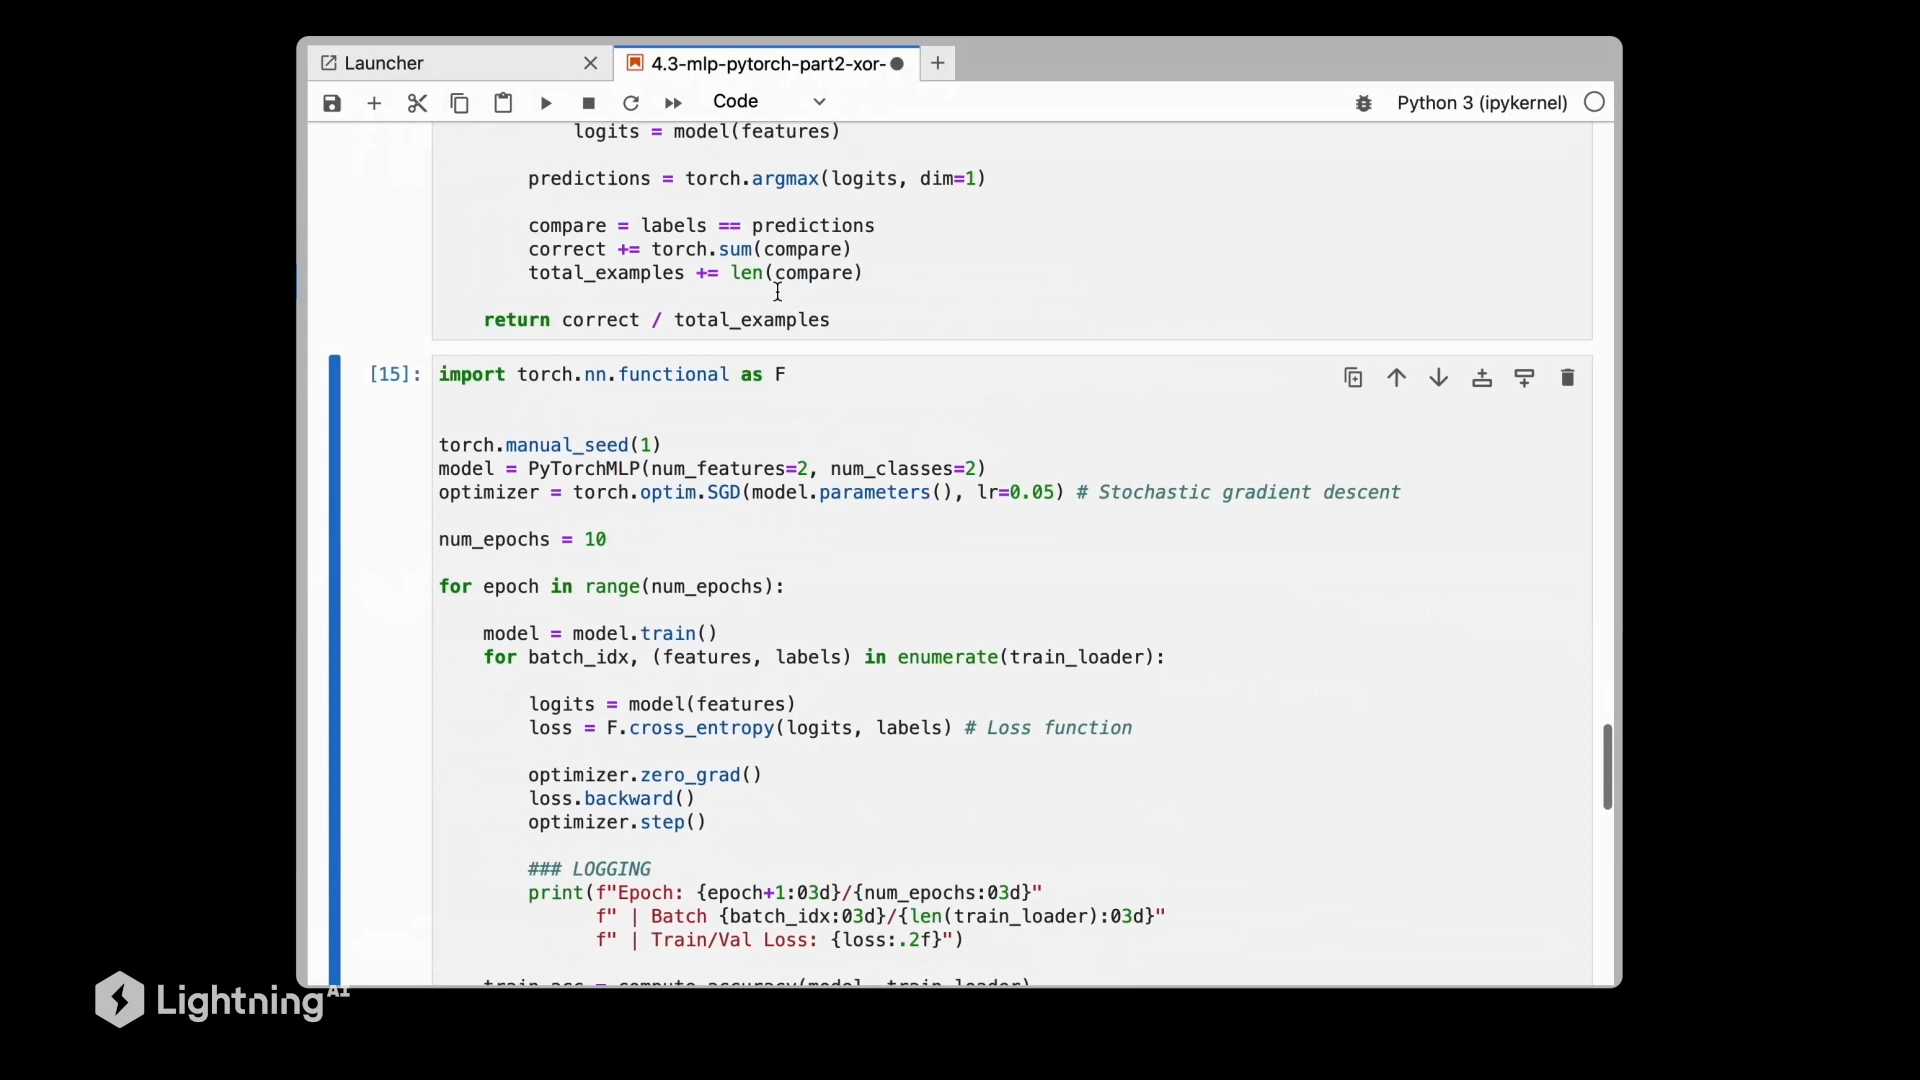 Launcher
4.3-mlp-pytorch-part2-xor-
Code
Python 3 (ipykernel)
logits = model(features)
predictions = torch.argmax(logits, dim=1)
compare = labels == predictions
correct += torch.sum(compare)
total_examples += len(compare)
return correct / total_examples
[15]:
import torch.nn.functional as F
torch.manual_seed(1)
model = PyTorchMLP(num_features=2, num_classes=2)
optimizer = torch.optim.SGD(model.parameters(), lr=0.05) # Stochastic gradient descent
num_epochs = 10
for epoch in range(num_epochs):
model = model.train()
for batch_idx, (features, labels) in enumerate(train_loader):
logits = model(features)
loss = F.cross_entropy(logits, labels) # Loss function
optimizer.zero_grad()
loss.backward()
optimizer.step()
### LOGGING
print(f"Epoch: {epoch+1:03d}/{num_epochs:03d}"
f" | Batch {batch_idx:03d}/{len(train_loader):03d}"
f" | Train/Val Loss: {loss:.2f}")
train_acc = compute_accuracy(model, train_loader)
Lightning AI